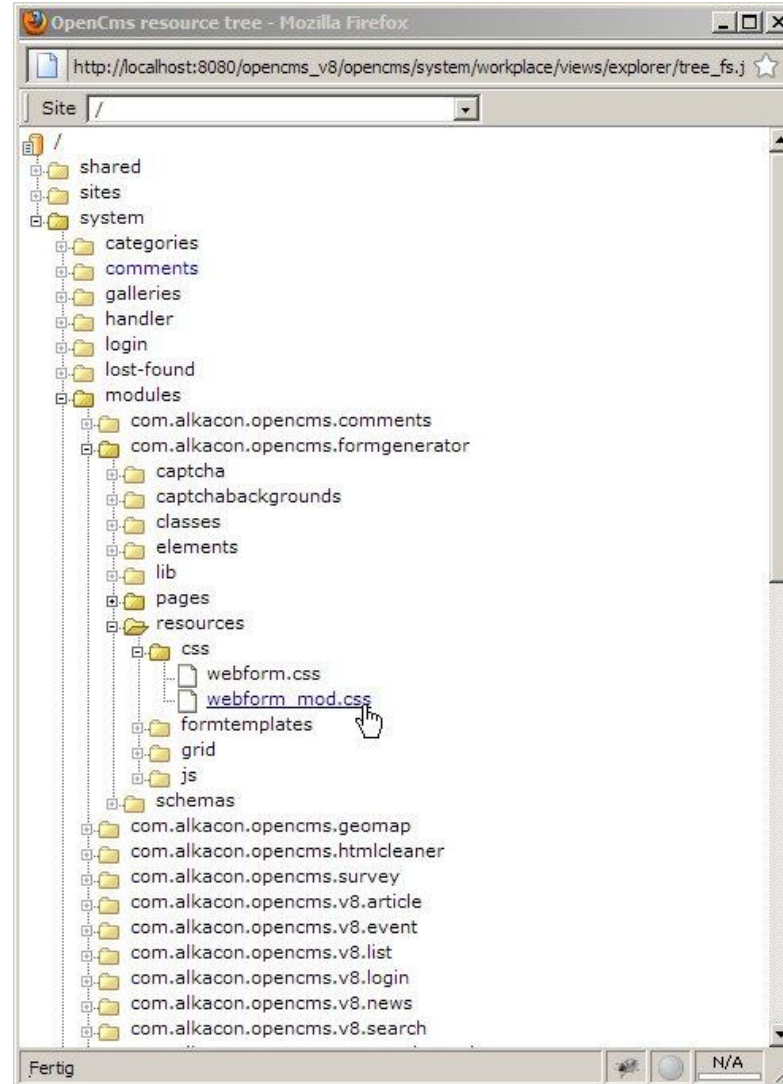 OpenCms resource tree - Mozilla Firefox
http://localhost:8080/opencms_v8/opencms/system/workplace/views/explorer/tree_fs.j
Site /
/
shared
sites
system
categories
comments
galleries
handler
login
lost-found
modules
com.alkacon.opencms.comments
com.alkacon.opencms.formgenerator
captcha
captchabackgrounds
classes
elements
lib
pages
resources
css
webform.css
webform_mod.css
formtemplates
grid
js
schemas
com.alkacon.opencms.geomap
com.alkacon.opencms.htmlcleaner
com.alkacon.opencms.survey
com.alkacon.opencms.v8.article
com.alkacon.opencms.v8.event
com.alkacon.opencms.v8.list
com.alkacon.opencms.v8.login
com.alkacon.opencms.v8.news
com.alkacon.opencms.v8.search
Fertig N/A